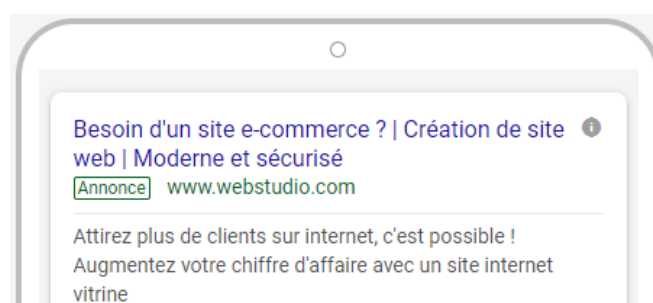 Besoin d'un site e-commerce ? | Création de site
web | Moderne et sécurisé
Annonce www.webstudio.com
Attirez plus de clients sur internet, c'est possible !
Augmentez votre chiffre d'affaire avec un site internet
vitrine